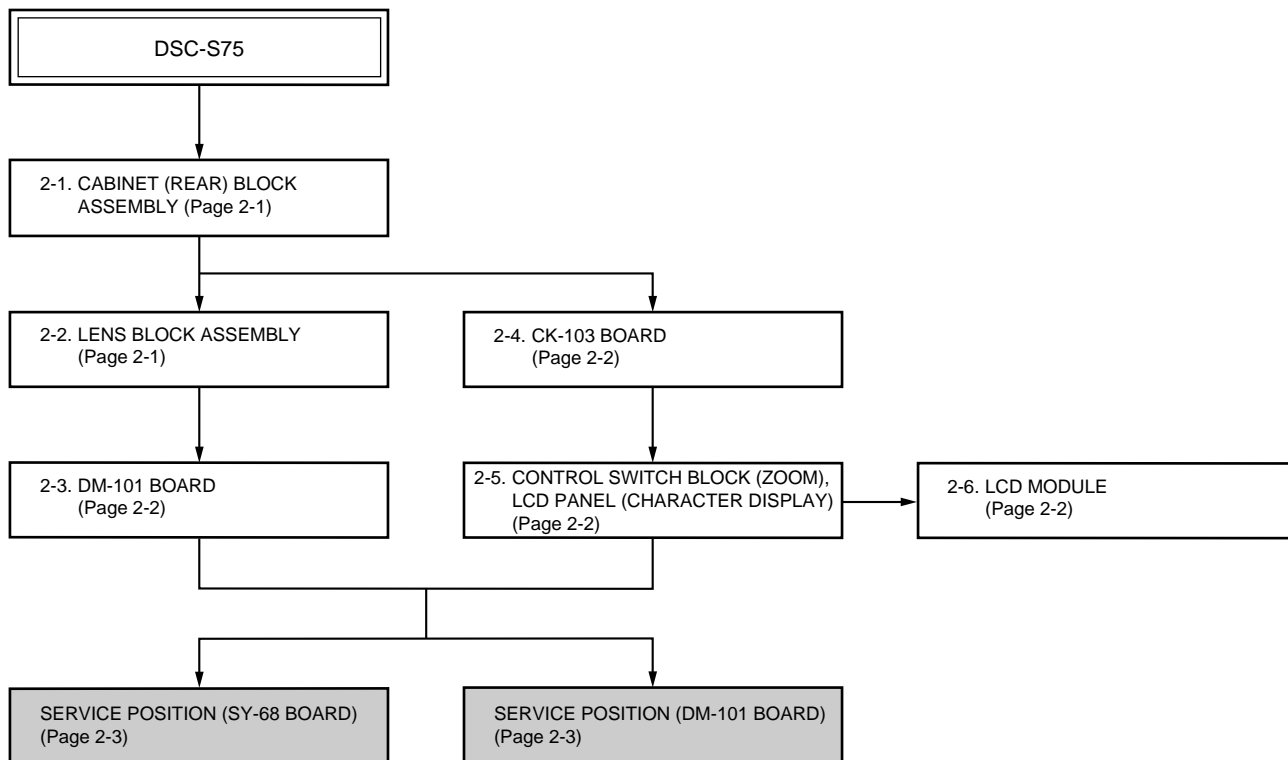 DSC-S75
2-1. CABINET (REAR) BLOCK
ASSEMBLY (Page 2-1)
2-2. LENS BLOCK ASSEMBLY
(Page 2-1)
2-4. CK-103 BOARD
(Page 2-2)
2-3. DM-101 BOARD
(Page 2-2)
2-5. CONTROL SWITCH BLOCK (ZOOM),
LCD PANEL (CHARACTER DISPLAY)
(Page 2-2)
2-6. LCD MODULE
(Page 2-2)
SERVICE POSITION (SY-68 BOARD)
(Page 2-3)
SERVICE POSITION (DM-101 BOARD)
(Page 2-3)